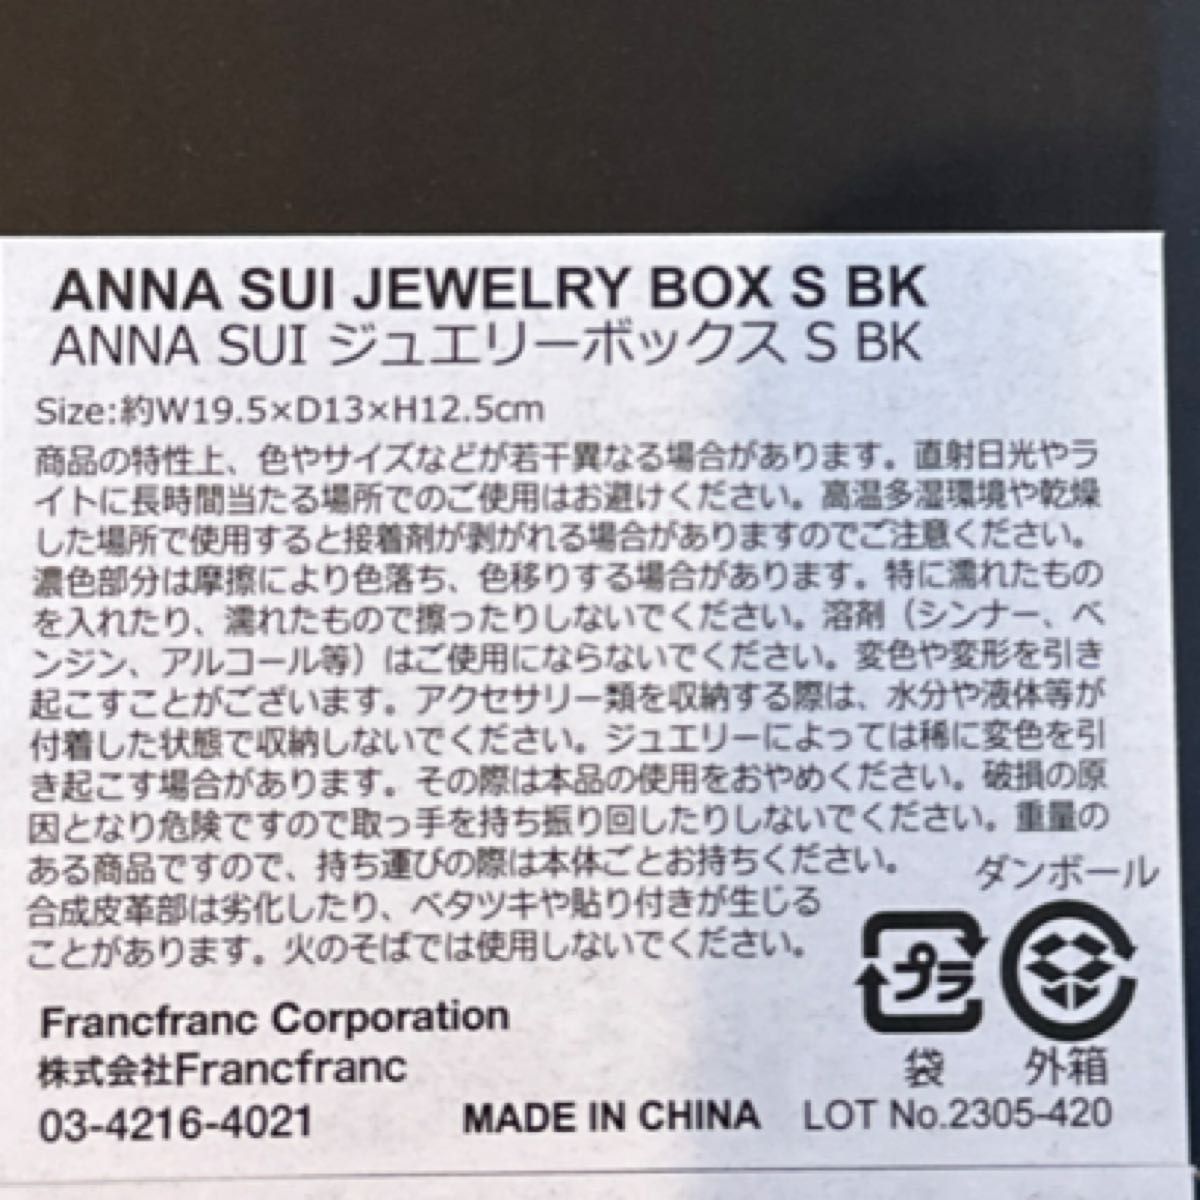 ANNA SUI JEWELRY BOX S BK
ANNA SUI ジュエリーボックス S BK
Size:約W19.5×D13×H12.5cm
商品の特性上、色やサイズなどが若干異なる場合があります。直射日光やラ
イトに長時間当たる場所でのご使用はお避けください。高温多湿環境や乾燥
した場所で使用すると接着剤が剥がれる場合がありますのでご注意ください。
濃色部分は摩擦により色落ち、色移りする場合があります。特に濡れたもの
を入れたり、濡れたもので擦ったりしないでください。溶剤（シンナー、ベ
ンジン、アルコール等）はご使用にならないでください。変色や変形を引き
起こすことがございます。アクセサリー類を収納する際は、水分や液体等が
付着した状態で収納しないでください。ジュエリーによっては稀に変色を引
き起こす場合があります。その際は本品の使用をおやめください。破損の原
因となり危険ですので取っ手を持ち振り回したりしないでください。重量の
ある商品ですので、持ち運びの際は本体ごとお持ちください。
合成皮革部は劣化したり、ベタツキや貼り付きが生じる
ことがあります。火のそばでは使用しないでください。
ダンボール
プラ
袋 外箱
Francfranc Corporation
株式会社Francfranc
03-4216-4021 MADE IN CHINA LOT No.2305-420